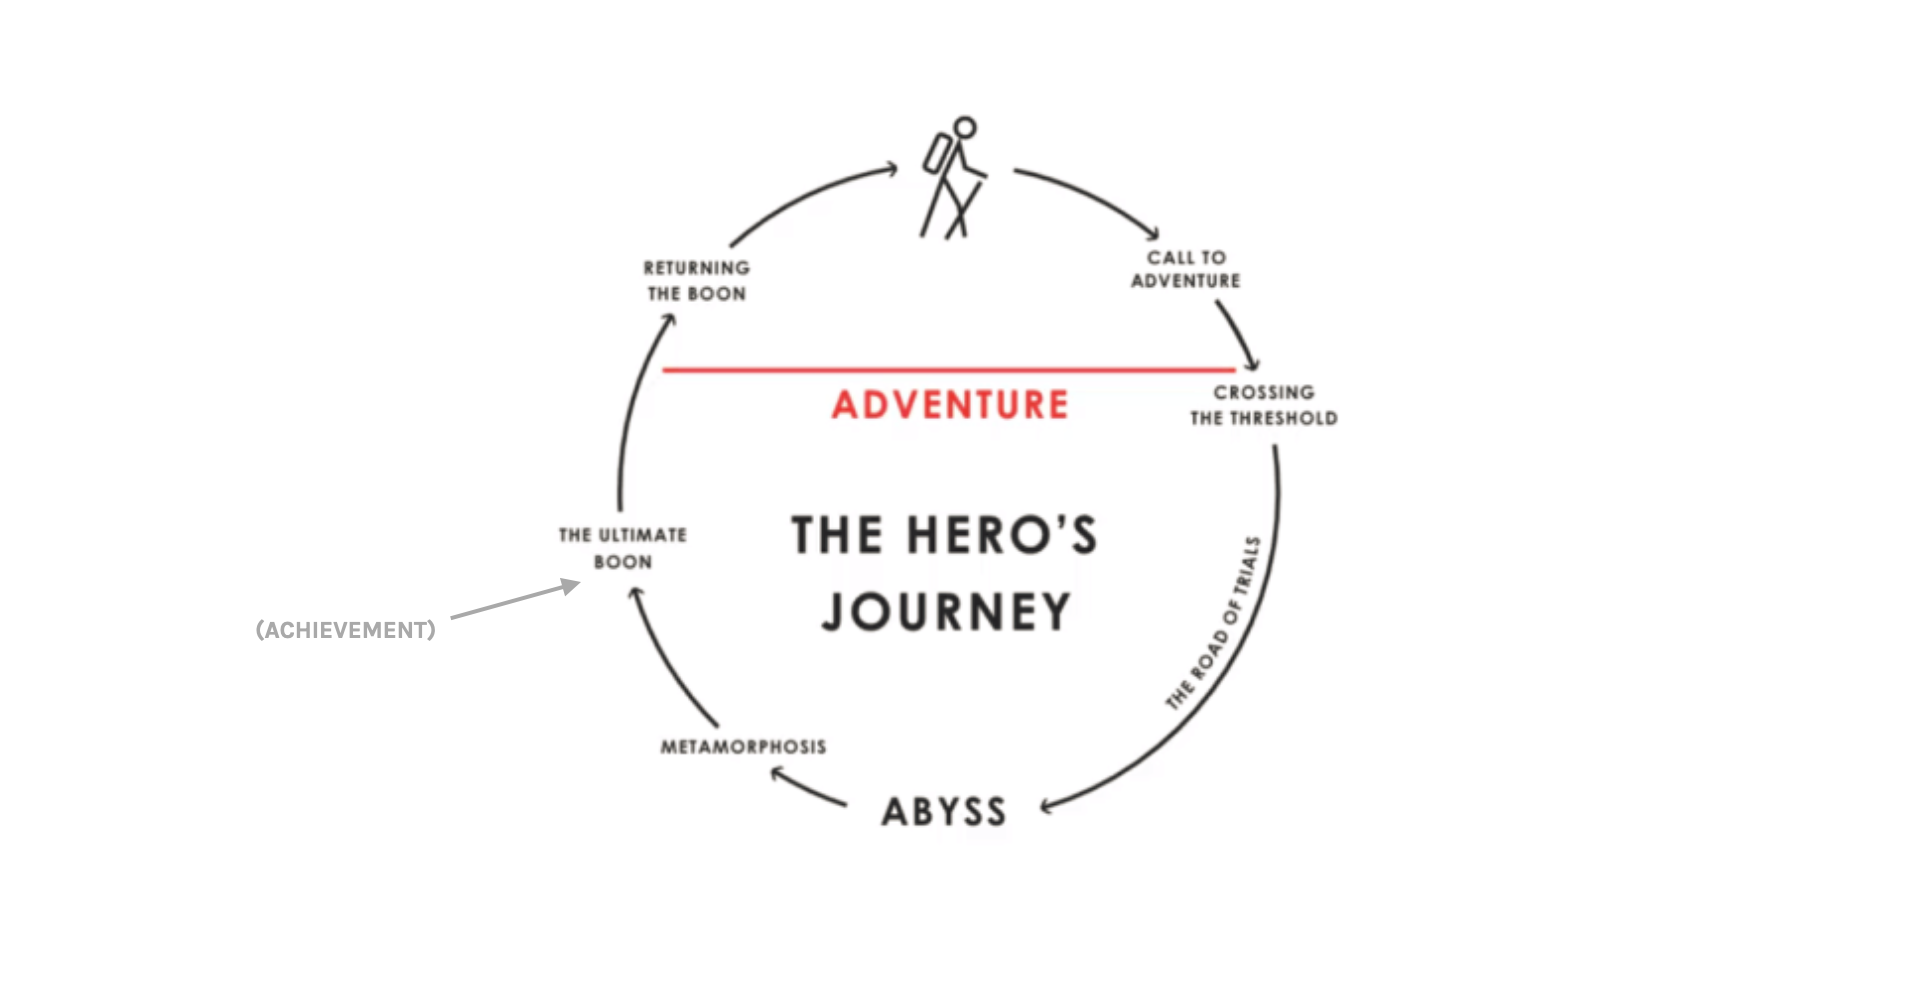 CALL TO
ADVENTURE
RETURNING
THE BOON
ADVENTURE
CROSSING
THE THRESHOLD
THE HERO’S
JOURNEY
THE ULTIMATE
BOON
(ACHIEVEMENT)
THE ROAD OF TRIALS
METAMORPHOSIS
ABYSS